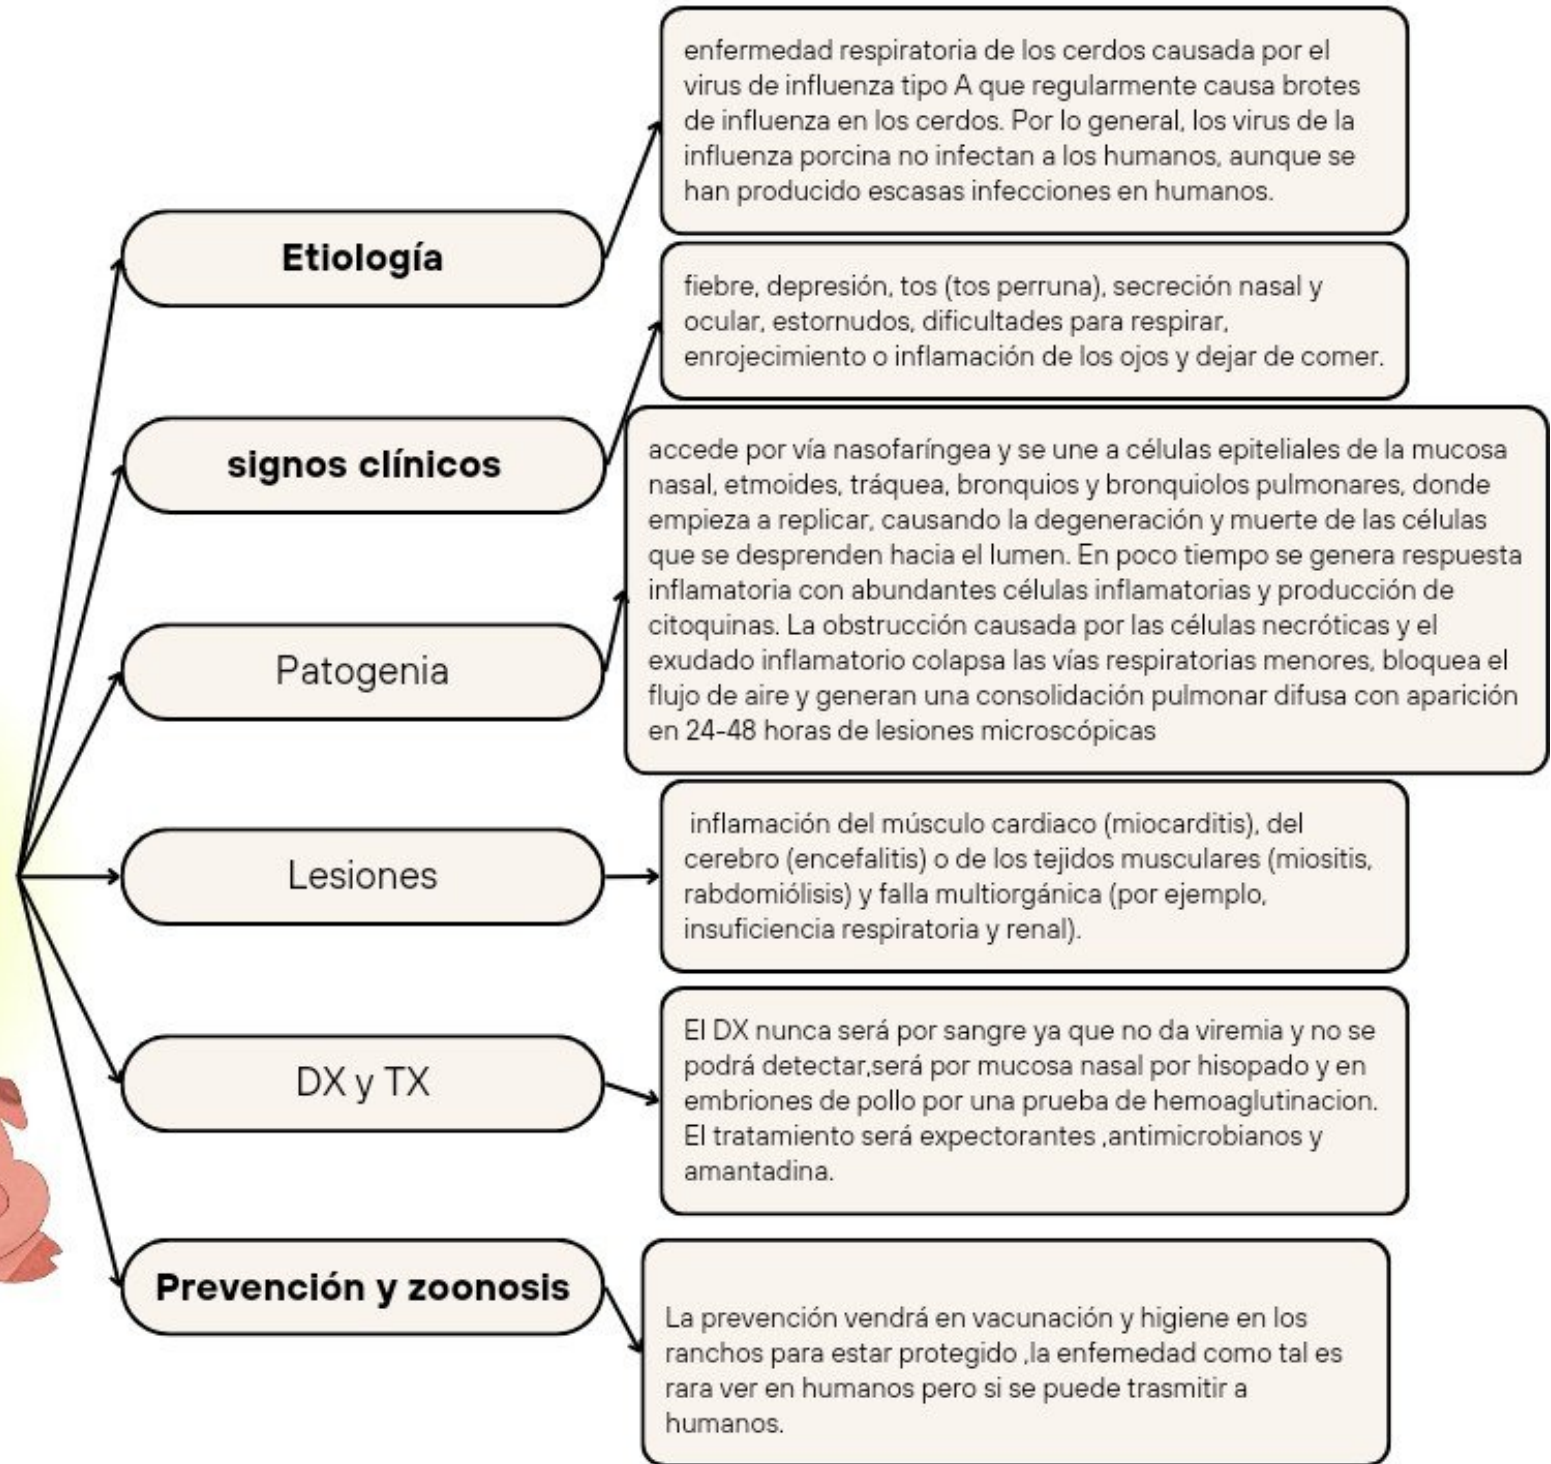 Etiología
enfermedad respiratoria de los cerdos causada por el
virus de influenza tipo A que regularmente causa brotes
de influenza en los cerdos. Por lo general, los virus de la
influenza porcina no infectan a los humanos, aunque se
han producido escasas infecciones en humanos.
signos clínicos
fiebre, depresión, tos (tos perruna), secreción nasal y
ocular, estornudos, dificultades para respirar,
enrojecimiento o inflamación de los ojos y dejar de comer.
Patogenia
accede por vía nasofaríngea y se une a células epiteliales de la mucosa
nasal, etmoides, tráquea, bronquios y bronquiolos pulmonares, donde
empieza a replicar, causando la degeneración y muerte de las células
que se desprenden hacia el lumen. En poco tiempo se genera respuesta
inflamatoria con abundantes células inflamatorias y producción de
citoquinas. La obstrucción causada por las células necróticas y el
exudado inflamatorio colapsa las vías respiratorias menores, bloquea el
flujo de aire y generan una consolidación pulmonar difusa con aparición
en 24-48 horas de lesiones microscópicas
Lesiones
inflamación del músculo cardiaco (miocarditis), del
cerebro (encefalitis) o de los tejidos musculares (miositis,
rabdomiólisis) y falla multiorgánica (por ejemplo,
insuficiencia respiratoria y renal).
DX y TX
El DX nunca será por sangre ya que no da viremia y no se
podrá detectar,será por mucosa nasal por hisopado y en
embriones de pollo por una prueba de hemoaglutinacion.
El tratamiento será expectorantes ,antimicrobianos y
amantadina.
Prevención y zoonosis
La prevención vendrá en vacunación y higiene en los
ranchos para estar protegido ,la enfemedad como tal es
rara ver en humanos pero si se puede trasmitir a
humanos.